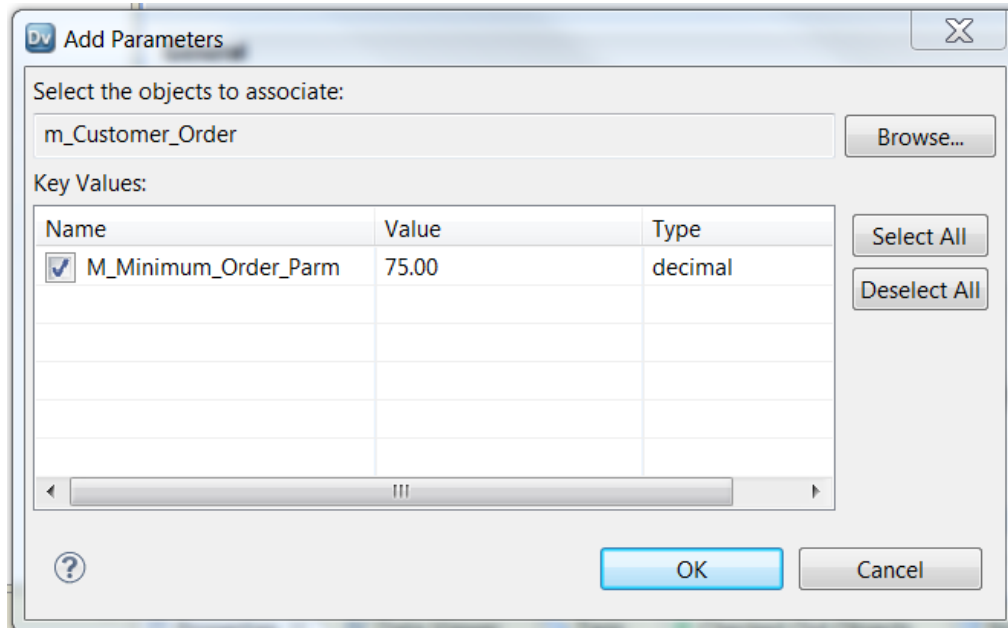 Dv Add Parameters
Select the objects to associate:
m_Customer_Order Browse...
Key Values:
Name Value Type
M_Minimum_Order_Parm 75.00 decimal
Select All
Deselect All
?
OK Cancel